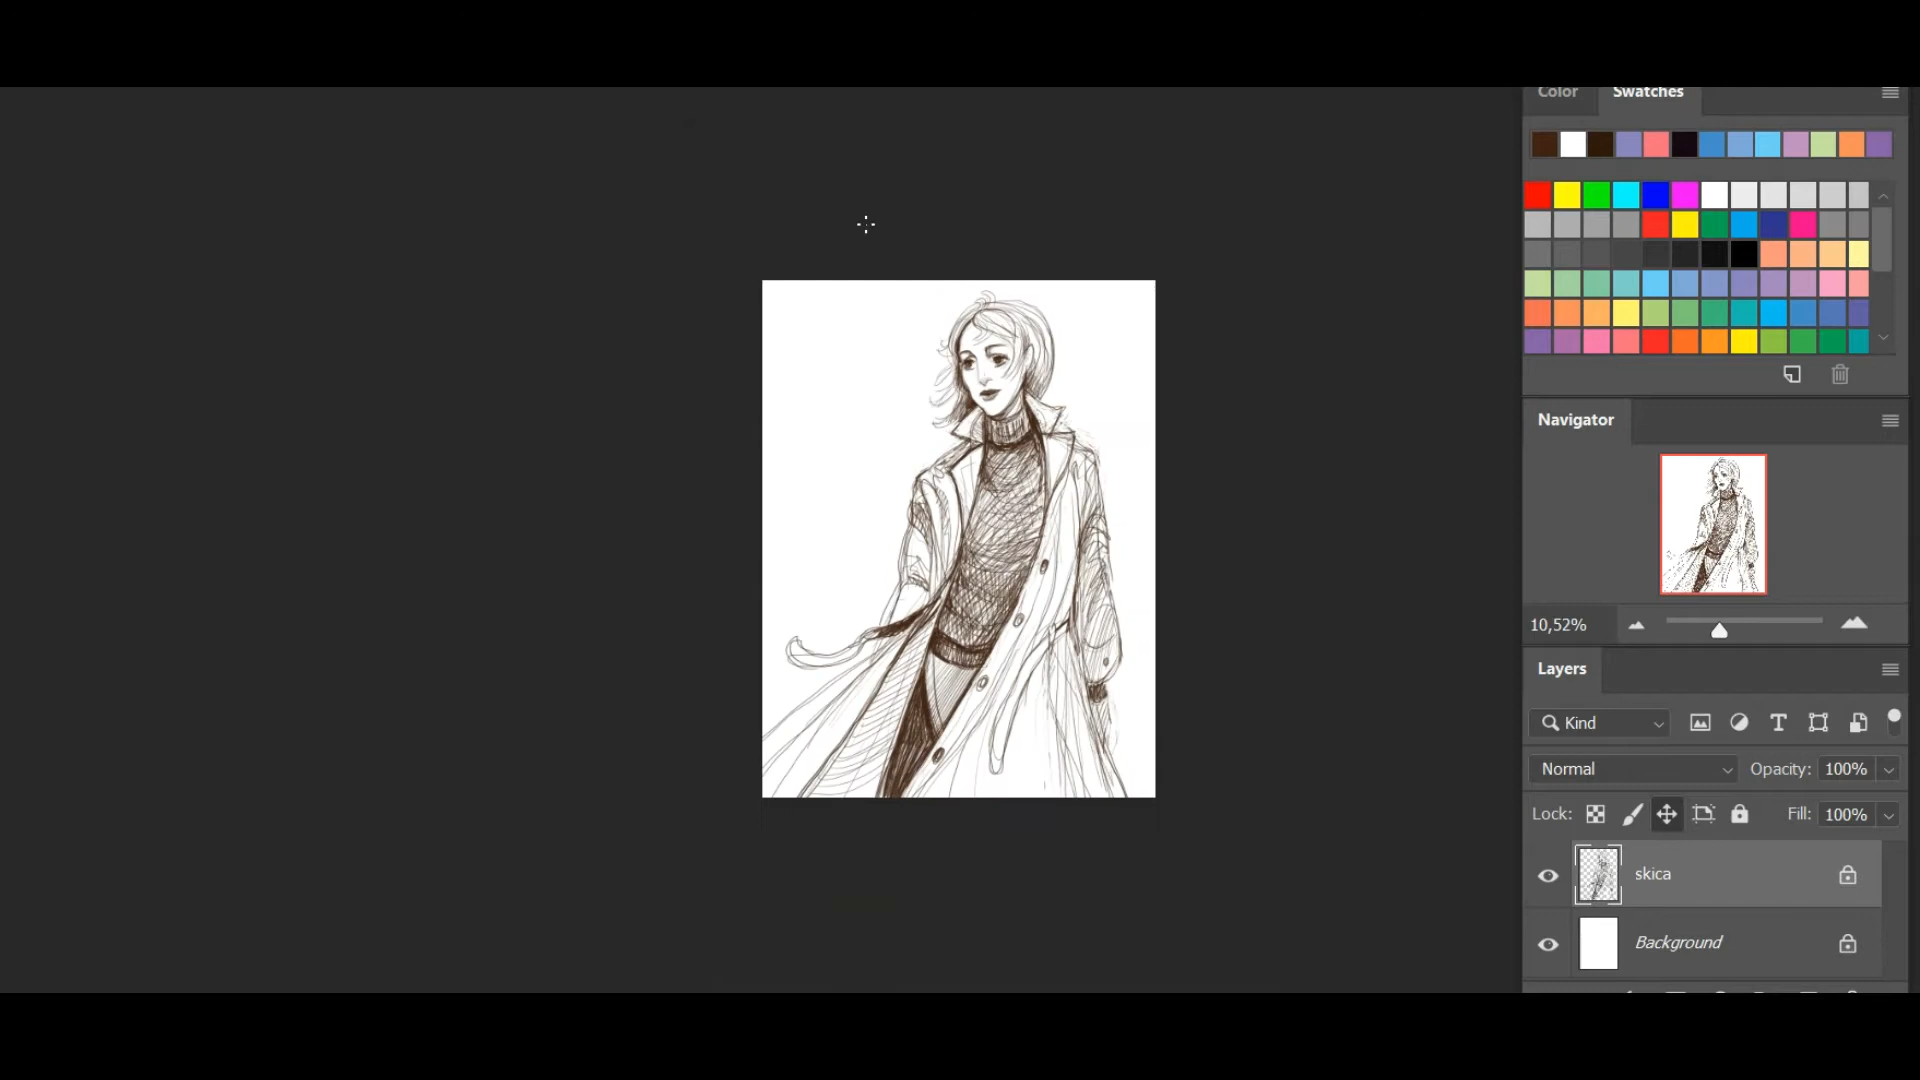 Color Swatches
Navigator
10,52%
Layers
Kind
Normal Opacity: 100%
Lock: Fill: 100%
skica
Background